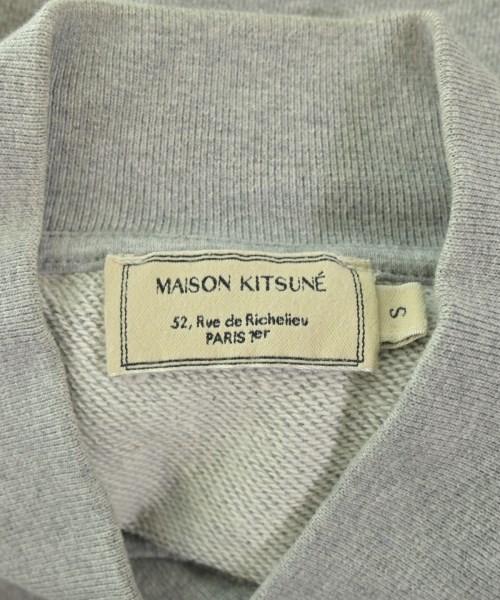 MAISON KITSUNÉ
52, Rue de Richelieu
PARIS 1er
S